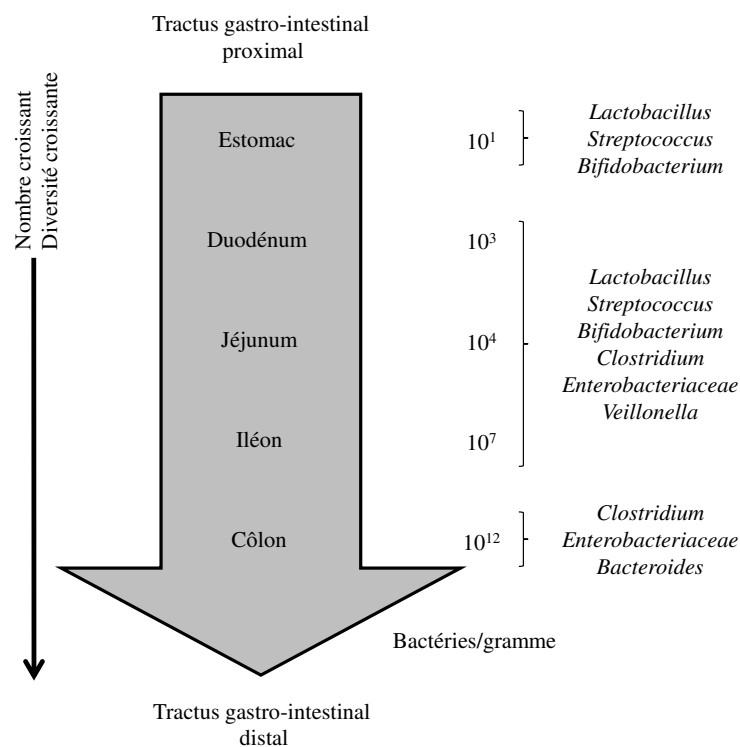 Tractus gastro-intestinal
proximal
Nombre croissant
Diversité croissante
Estomac
10¹
Lactobacillus
Streptococcus
Bifidobacterium
Duodénum
10³
Jéjunum
10⁴
Iléon
10⁷
Lactobacillus
Streptococcus
Bifidobacterium
Clostridium
Enterobacteriaceae
Veillonella
Côlon
10¹²
Clostridium
Enterobacteriaceae
Bacteroides
Bactéries/gramme
Tractus gastro-intestinal
distal